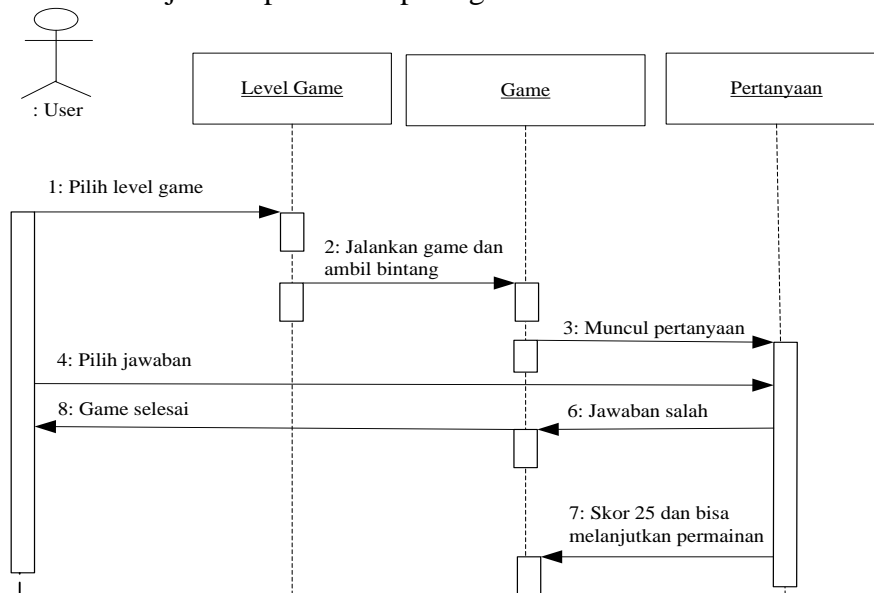 Level Game
Game
Pertanyaan
: User
1: Pilih level game
2: Jalankan game dan
ambil bintang
3: Muncul pertanyaan
4: Pilih jawaban
8: Game selesai
6: Jawaban salah
7: Skor 25 dan bisa
melanjutkan permainan